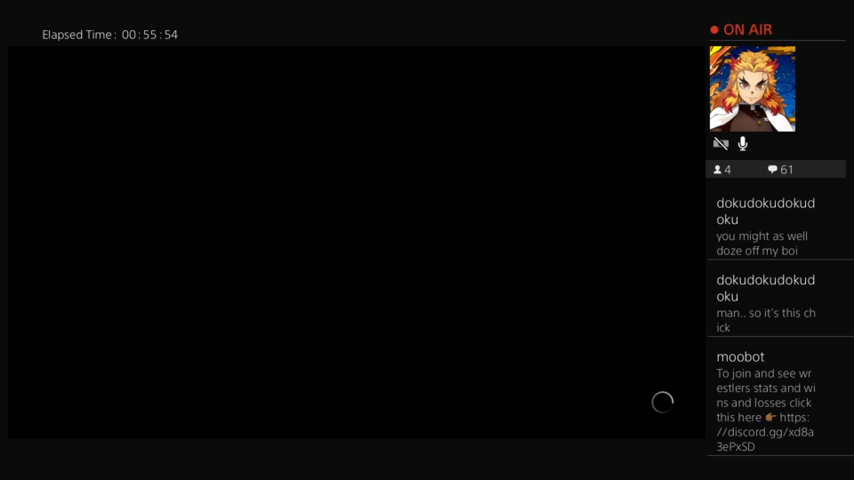 Elapsed Time: 00:55:54
ON AIR
4 61
dokudokudokud
oku
you might as well
doze off my boi
dokudokudokud
oku
man.. so it's this ch
ick
moobot
To join and see wr
estlers stats and wi
ns and losses click
this here 👉🏾 https:
//discord.gg/xd8a
3ePxSD